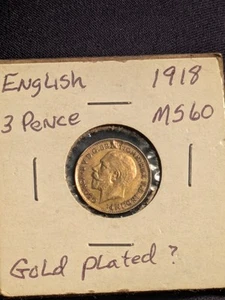 English 1918
3 Pence MS60
Gold plated ?